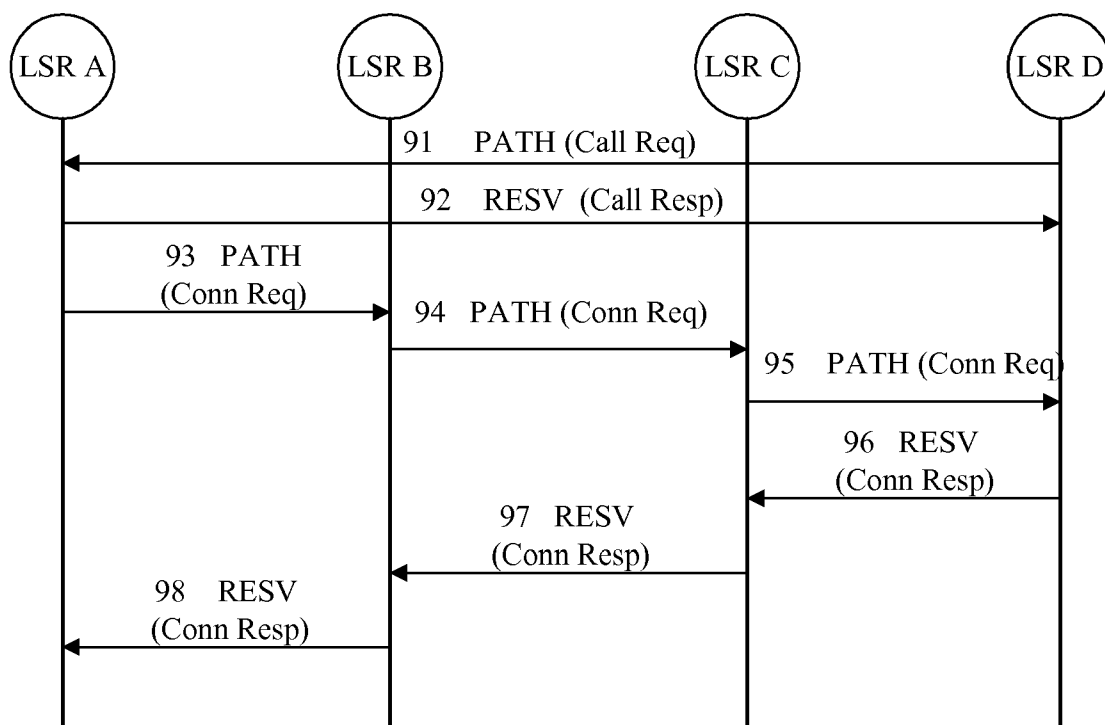 LSR A
LSR B
LSR C
LSR D
91 PATH (Call Req)
92 RESV (Call Resp)
93 PATH
(Conn Req)
94 PATH (Conn Req)
95 PATH (Conn Req)
96 RESV
(Conn Resp)
97 RESV
(Conn Resp)
98 RESV
(Conn Resp)